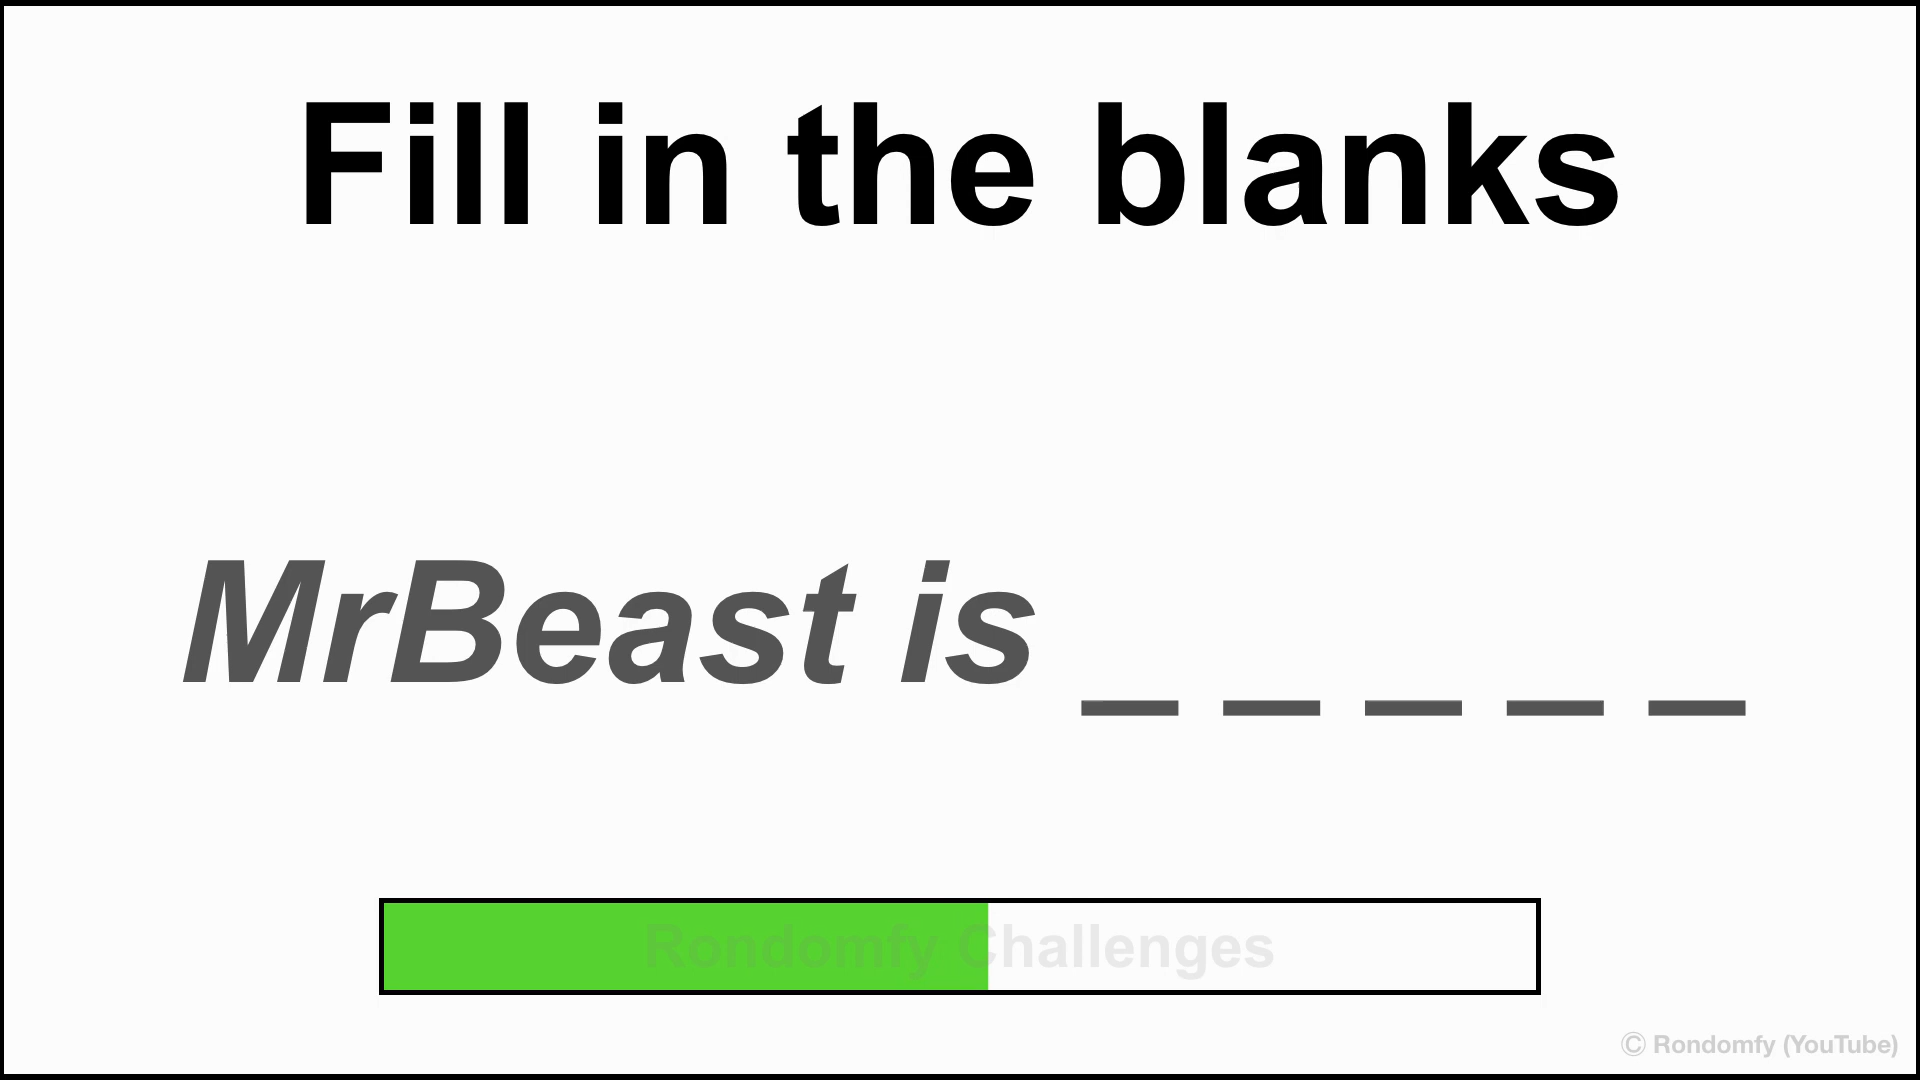 Fill in the blanks
MrBeast is _ _ _ _ _
Rondomfy Challenges
© Rondomfy (YouTube)